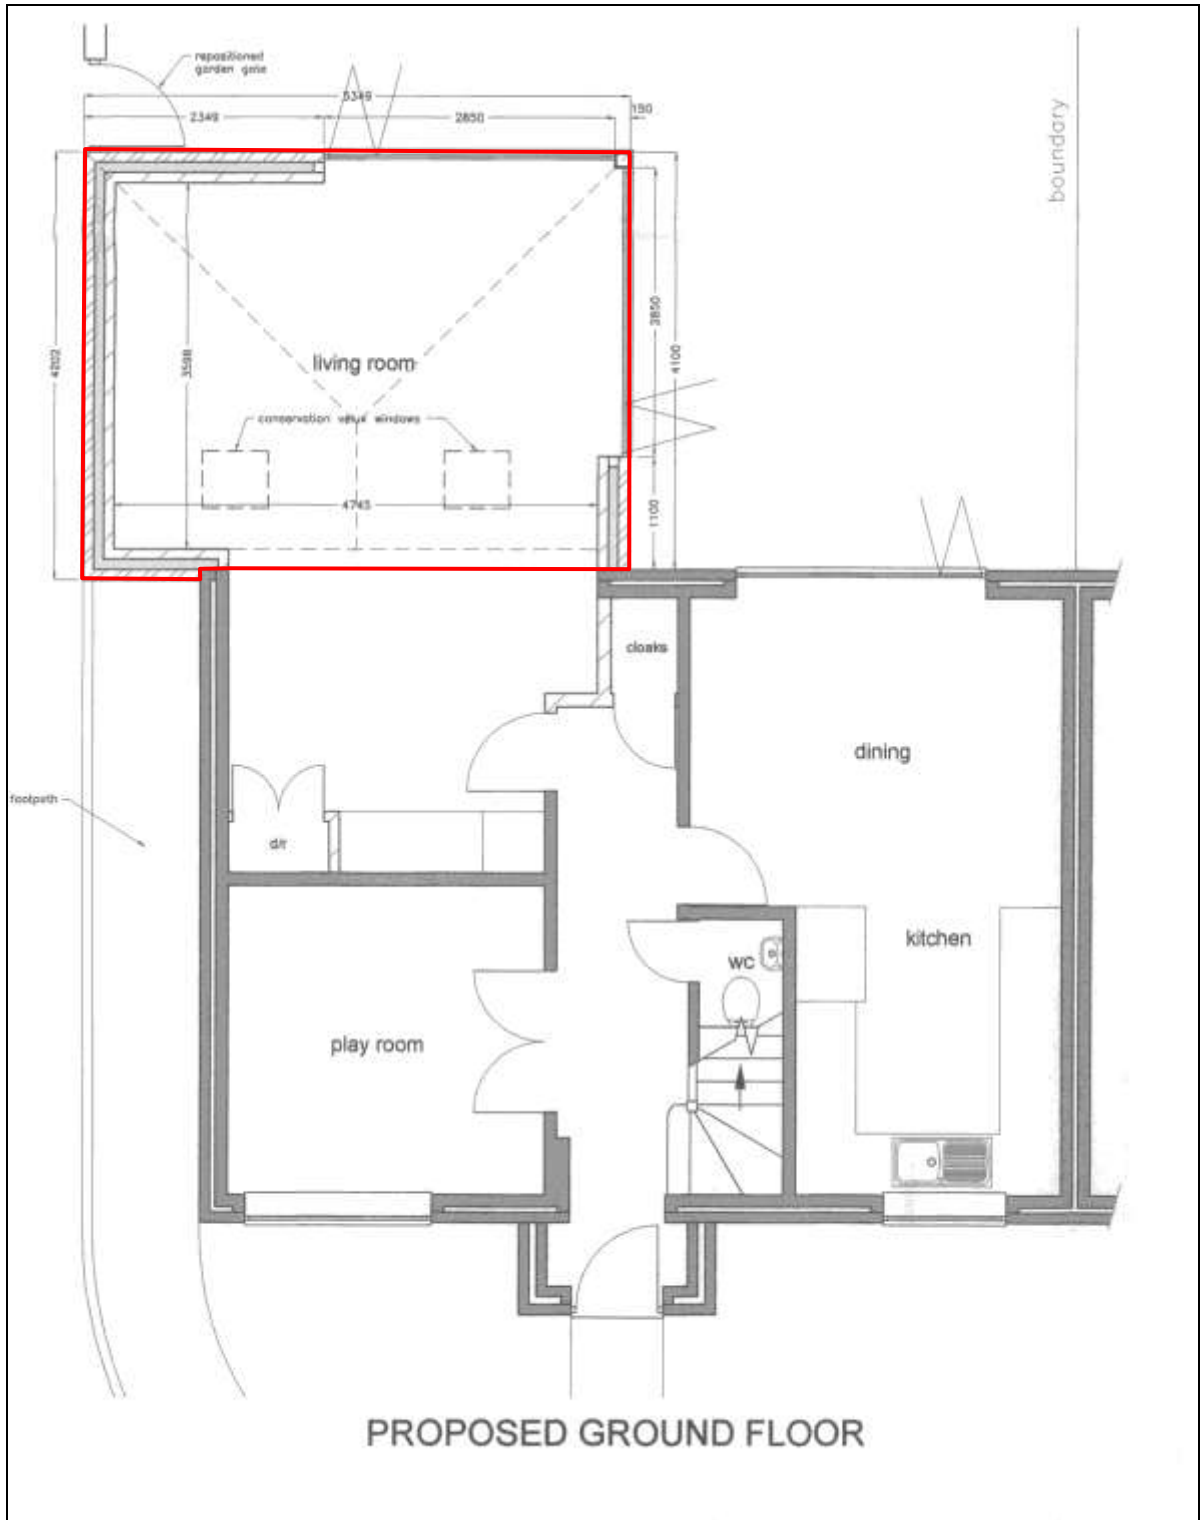 repositioned
garden gate
5349
2349
2850
150
boundary
4202
3598
living room
2850
4100
conservation velux windows
4745
1100
cloaks
dining
footpath
d/r
kitchen
WC
play room
PROPOSED GROUND FLOOR